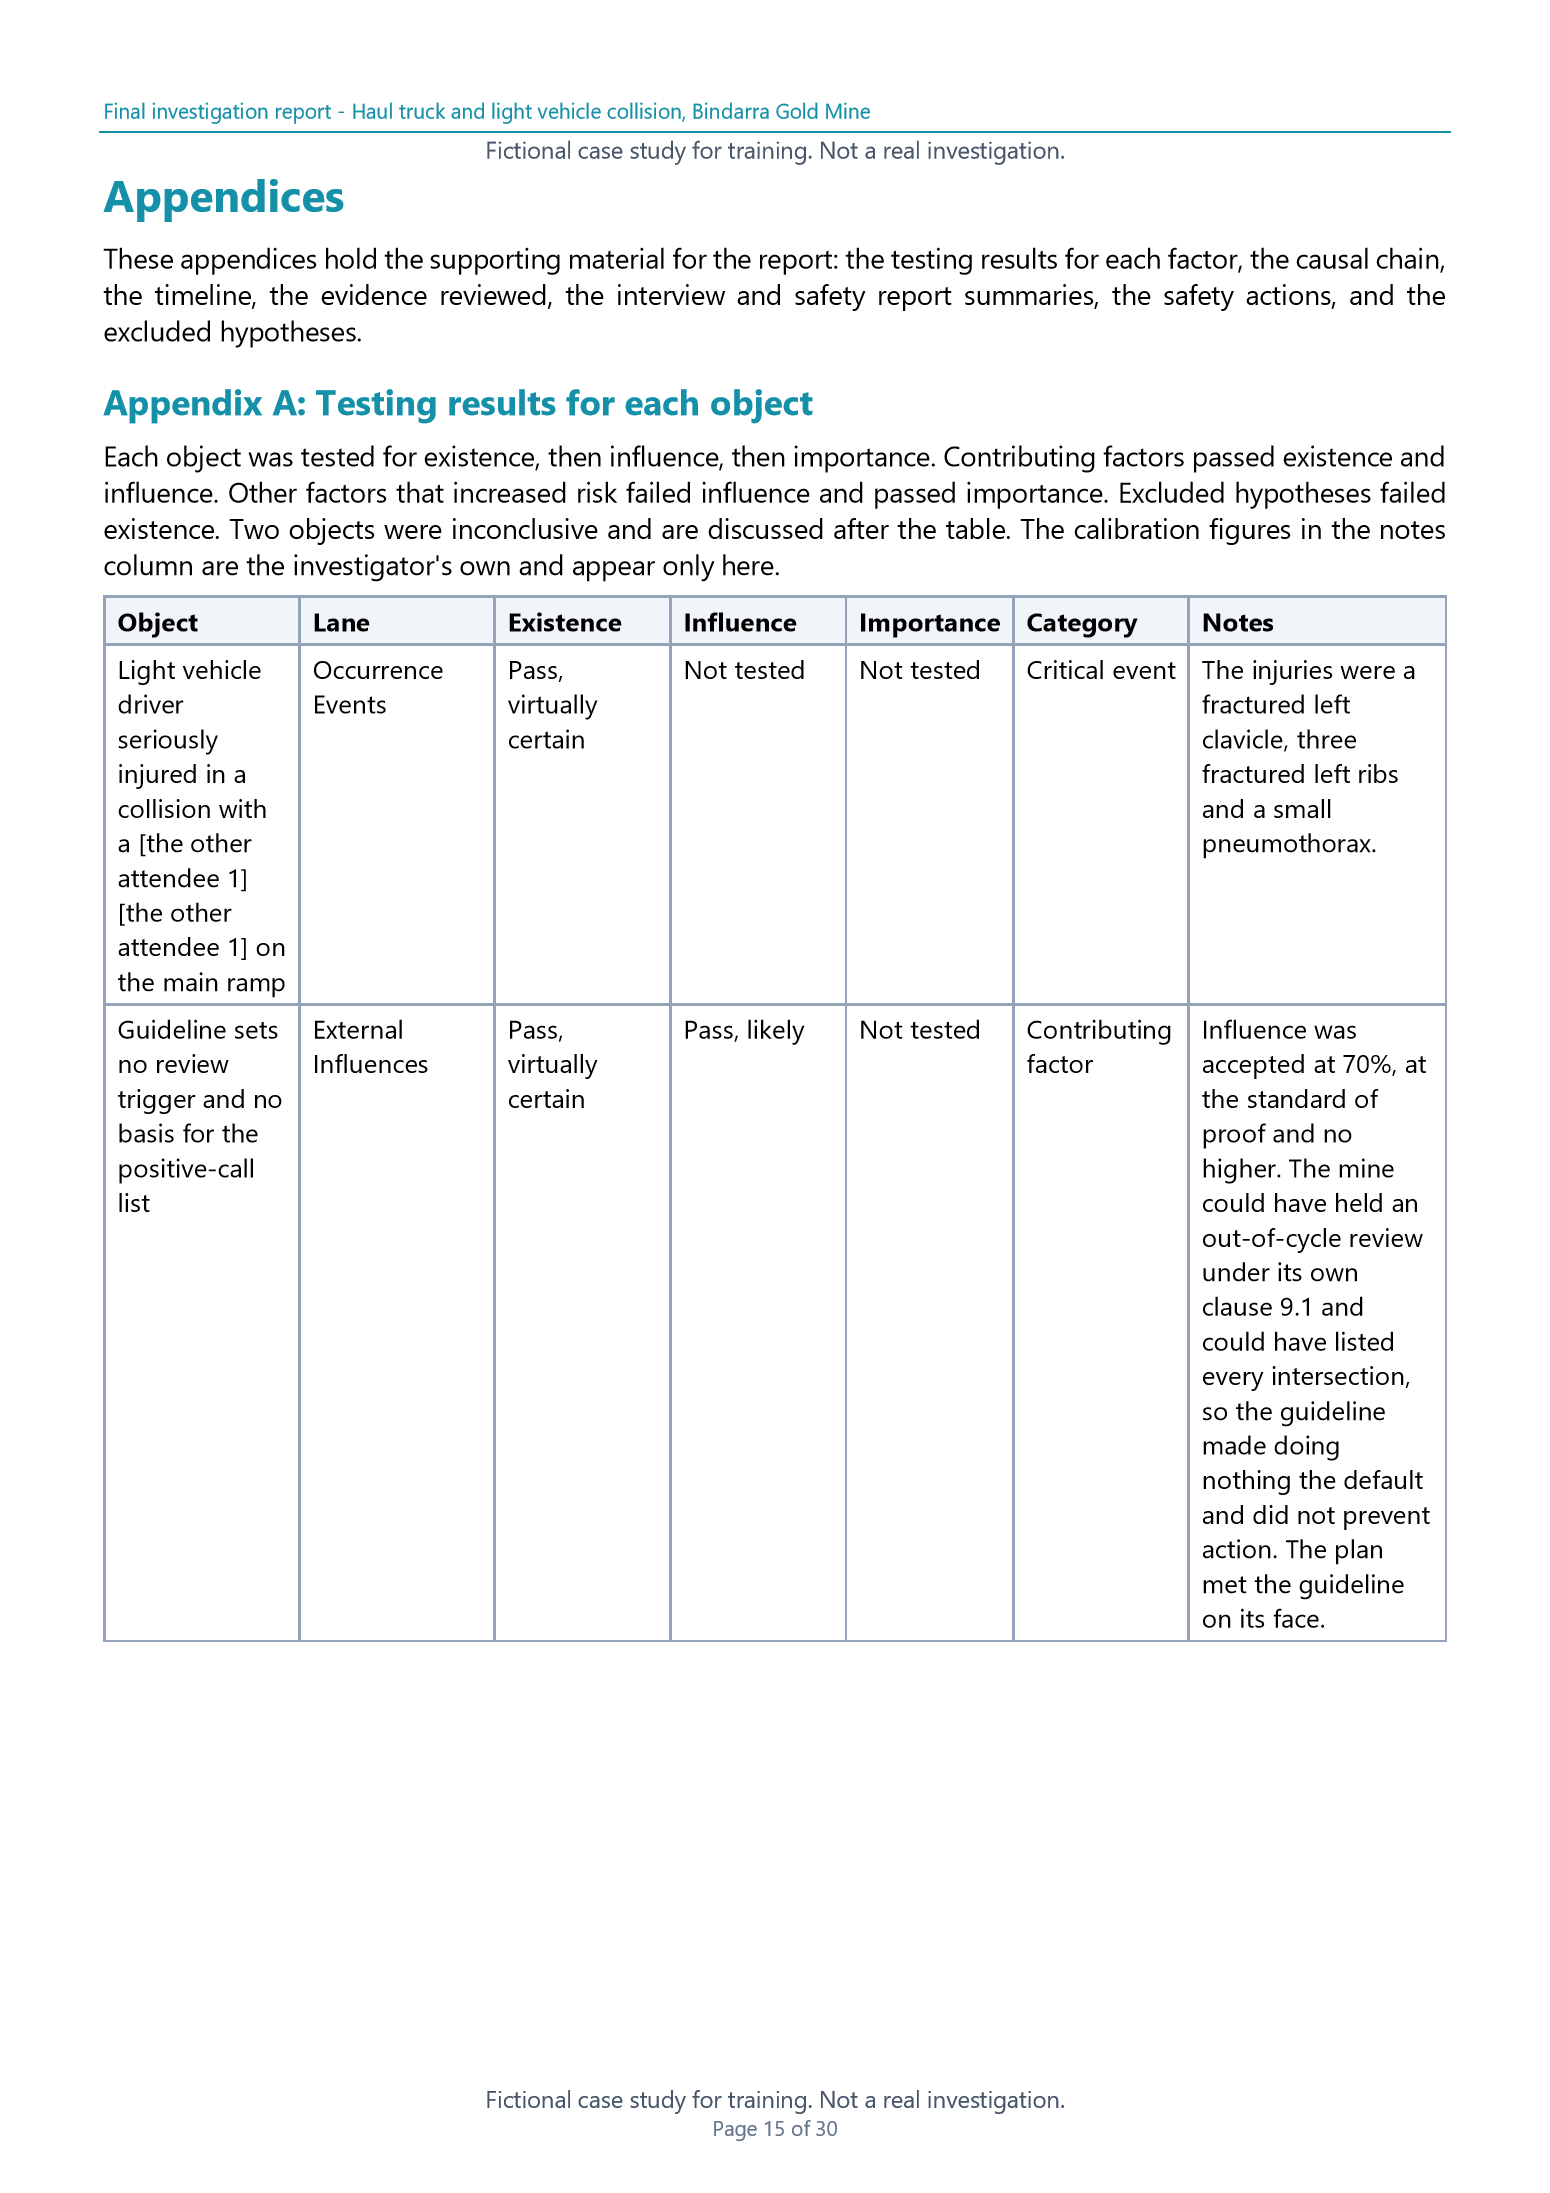 Final investigation report - Haul truck and light vehicle collision, Bindarra Gold Mine
Fictional case study for training. Not a real investigation.
Appendices
These appendices hold the supporting material for the report: the testing results for each factor, the causal chain,
the timeline, the evidence reviewed, the interview and safety report summaries, the safety actions, and the
excluded hypotheses.
Appendix A: Testing results for each object
Each object was tested for existence, then influence, then importance. Contributing factors passed existence and
influence. Other factors that increased risk failed influence and passed importance. Excluded hypotheses failed
existence. Two objects were inconclusive and are discussed after the table. The calibration figures in the notes
column are the investigator's own and appear only here.
Object Lane Existence Influence Importance Category Notes
Light vehicle
driver
seriously
injured in a
collision with
a [the other
attendee 1]
[the other
attendee 1] on
the main ramp
Occurrence
Events
Pass,
virtually
certain
Not tested
Not tested
Critical event
The injuries were a
fractured left
clavicle, three
fractured left ribs
and a small
pneumothorax.
Guideline sets
no review
trigger and no
basis for the
positive-call
list
External
Influences
Pass,
virtually
certain
Pass, likely
Not tested
Contributing
factor
Influence was
accepted at 70%, at
the standard of
proof and no
higher. The mine
could have held an
out-of-cycle review
under its own
clause 9.1 and
could have listed
every intersection,
so the guideline
made doing
nothing the default
and did not prevent
action. The plan
met the guideline
on its face.
Fictional case study for training. Not a real investigation.
Page 15 of 30